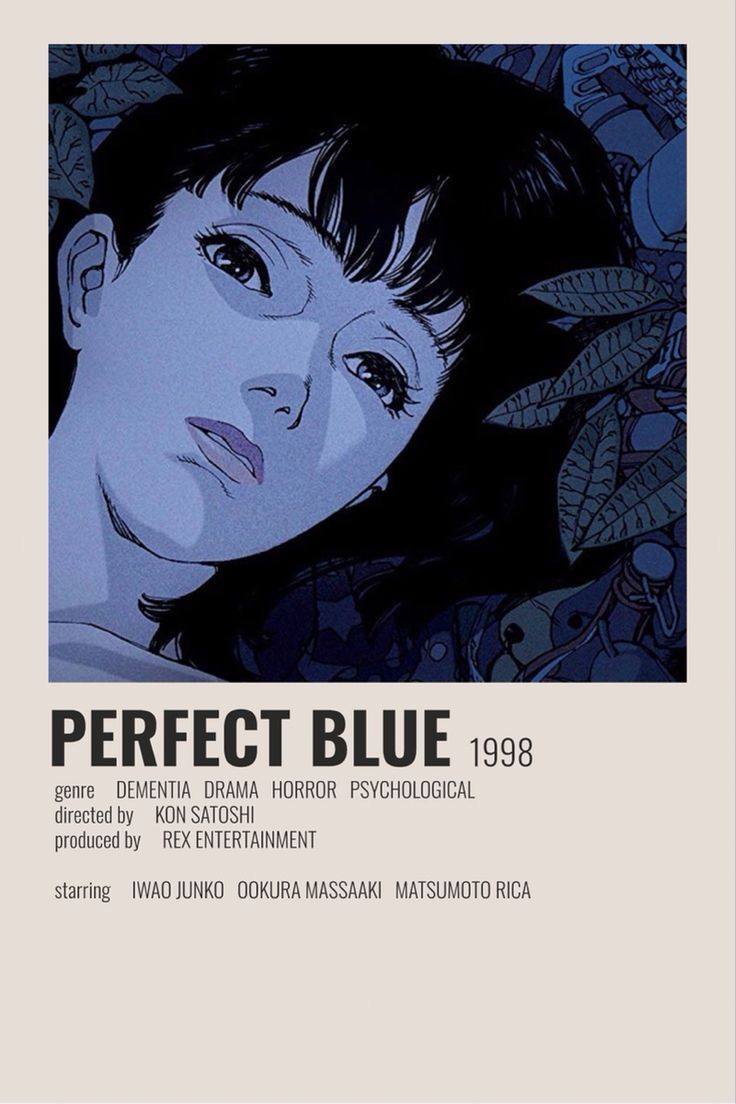 PERFECT BLUE 1998
genre DEMENTIA DRAMA HORROR PSYCHOLOGICAL
directed by KON SATOSHI
produced by REX ENTERTAINMENT
starring IWAO JUNKO OOKURA MASSAAKI MATSUMOTO RICA